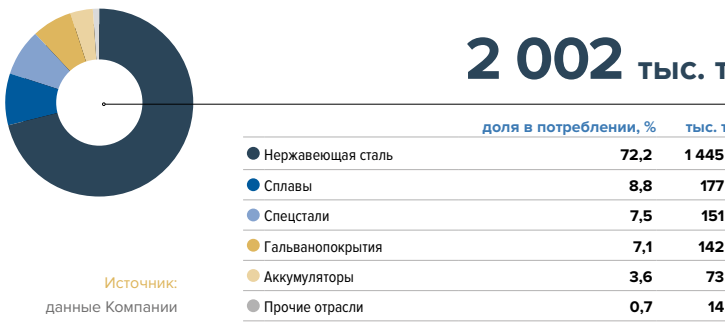 2 002 тыс. т
доля в потреблении, % тыс. т
Нержавеющая сталь 72,2 1 445
Сплавы 8,8 177
Спецстали 7,5 151
Гальванопокрытия 7,1 142
Аккумуляторы 3,6 73
Прочие отрасли 0,7 14
Источник:
данные Компании